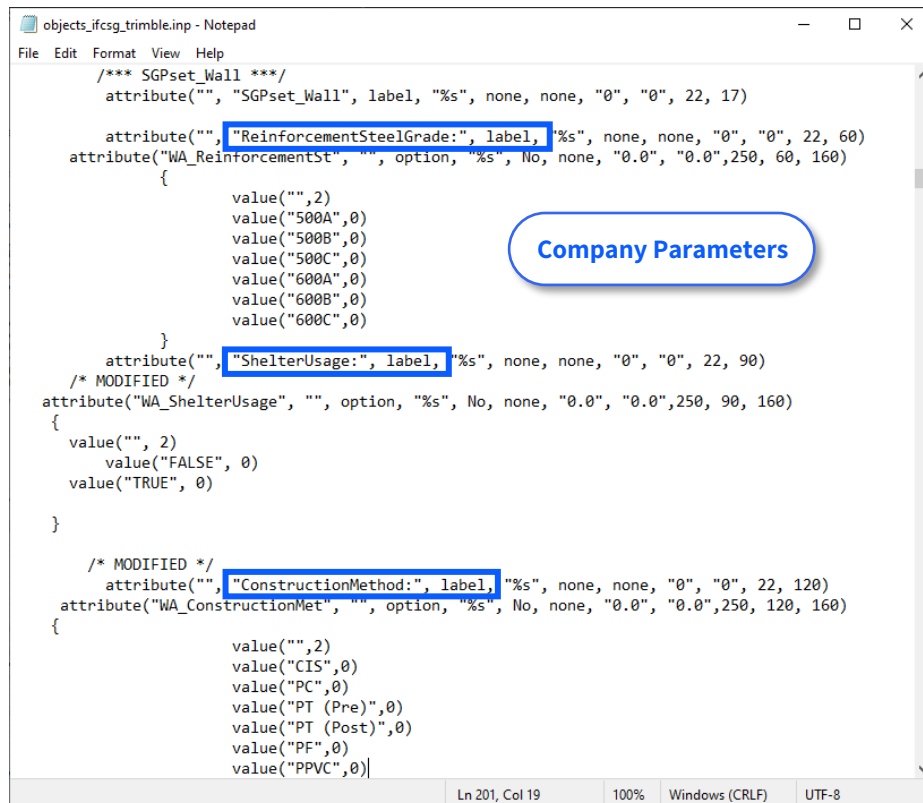 objects_ifcsg_trimble.inp - Notepad
File Edit Format View Help
/*** SGPset_Wall ***/
attribute("", "SGPset_Wall", label, "%s", none, none, "0", "0", 22, 17)
attribute("", "ReinforcementSteelGrade:", label, "%s", none, none, "0", "0", 22, 60)
attribute("WA_ReinforcementSt", "", option, "%s", No, none, "0.0", "0.0",250, 60, 160)
{
value("",2)
value("500A",0)
value("500B",0)
value("500C",0)
value("600A",0)
value("600B",0)
value("600C",0)
}
Company Parameters
attribute("", "ShelterUsage:", label, "%s", none, none, "0", "0", 22, 90)
/* MODIFIED */
attribute("WA_ShelterUsage", "", option, "%s", No, none, "0.0", "0.0",250, 90, 160)
{
value("", 2)
value("FALSE", 0)
value("TRUE", 0)
}
/* MODIFIED */
attribute("", "ConstructionMethod:", label, "%s", none, none, "0", "0", 22, 120)
attribute("WA_ConstructionMet", "", option, "%s", No, none, "0.0", "0.0",250, 120, 160)
{
value("",2)
value("CIS",0)
value("PC",0)
value("PT (Pre)",0)
value("PT (Post)",0)
value("PF",0)
value("PPVC",0)
Ln 201, Col 19 100% Windows (CRLF) UTF-8